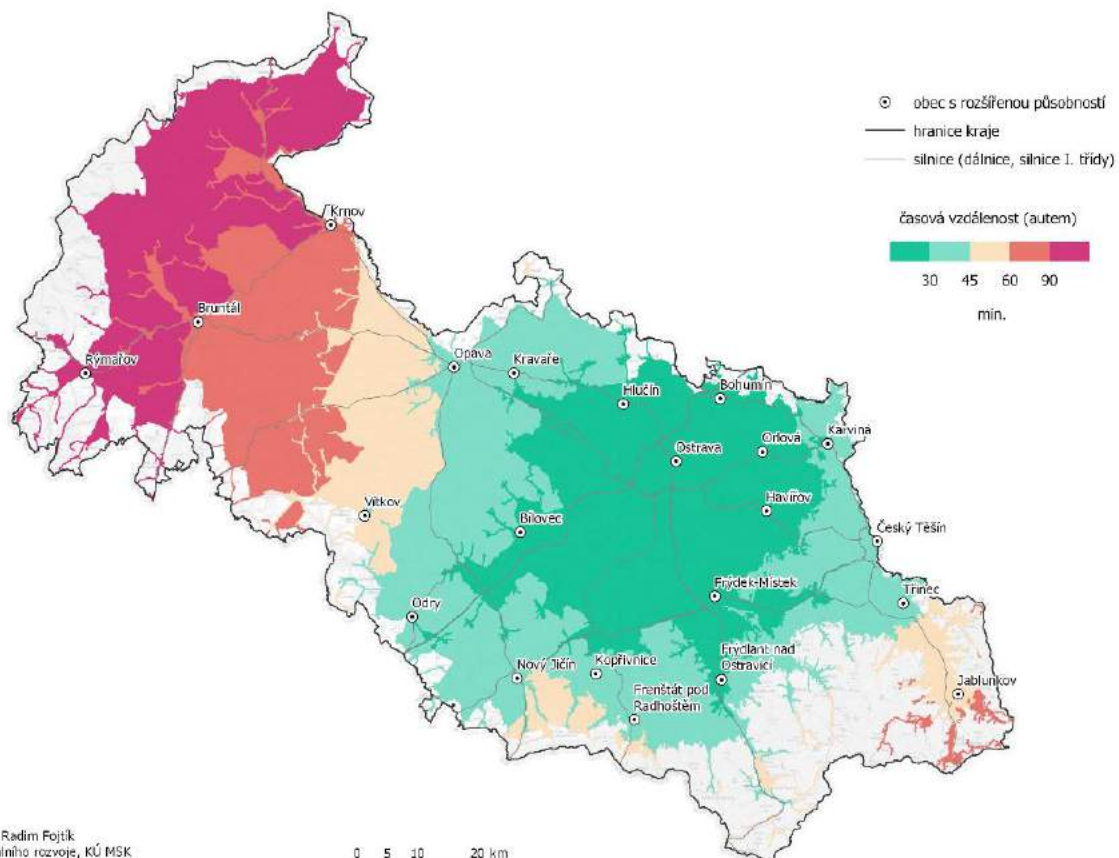 obec s rozšířenou působností
hranice kraje
silnice (dálnice, silnice I. třídy)
časová vzdálenost (autem)
30 45 60 90
min.
Krnov
Bruntál
Rýmařov
Opava
Kravaře
Hlučín
Bohumín
Ostrava
Orlová
Karviná
Havířov
Vítkov
Bílovec
Český Těšín
Frýdek-Místek
Třinec
Odry
Nový Jičín
Kopřivnice
Frýdlant nad
Ostravicí
Frenštát pod
Radhoštěm
Jablunkov
Radim Fojtík
lního rozvoje, KÚ MSK
0 5 10 20 km